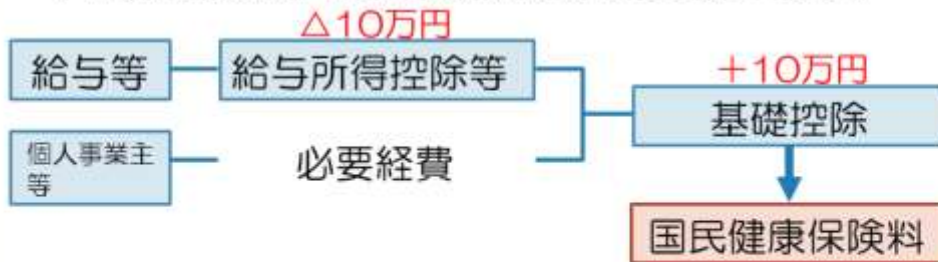 △10万円
給与等
給与所得控除等
+10万円
基礎控除
個人事業主
等
必要経費
国民健康保険料